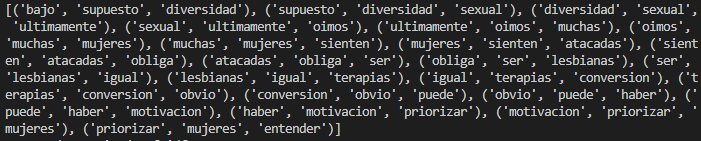 [('bajo', 'supuesto', 'diversidad'), ('supuesto', 'diversidad', 'sexual'), ('diversidad', 'sexual',
 'ultimamente'), ('sexual', 'ultimamente', 'oimos'), ('ultimamente', 'oimos', 'muchas'), ('oimos',
'muchas', 'mujeres'), ('muchas', 'mujeres', 'sienten'), ('mujeres', 'sienten', 'atacadas'), ('sient
en', 'atacadas', 'obliga'), ('atacadas', 'obliga', 'ser'), ('obliga', 'ser', 'lesbianas'), ('ser',
'lesbianas', 'igual'), ('lesbianas', 'igual', 'terapias'), ('igual', 'terapias', 'conversion'), ('t
erapias', 'conversion', 'obvio'), ('conversion', 'obvio', 'puede'), ('obvio', 'puede', 'haber'), ('
puede', 'haber', 'motivacion'), ('haber', 'motivacion', 'priorizar'), ('motivacion', 'priorizar', '
mujeres'), ('priorizar', 'mujeres', 'entender')]